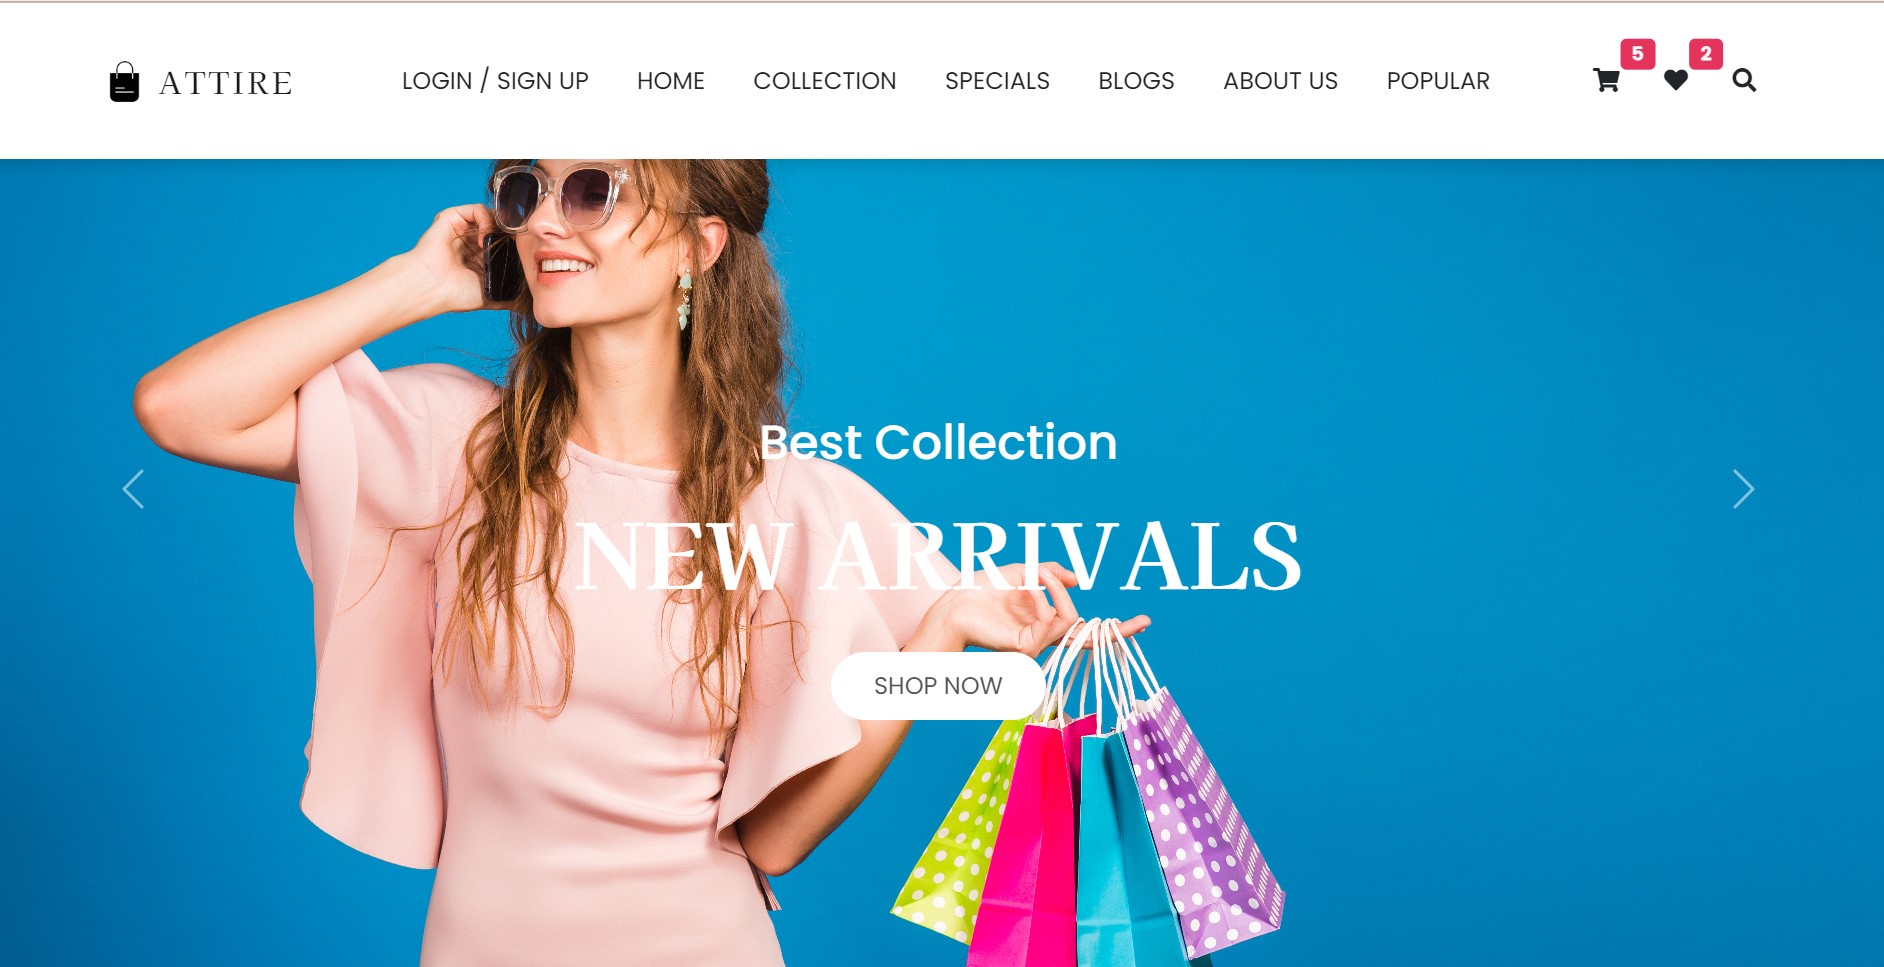 ATTIRE
LOGIN / SIGN UP HOME COLLECTION SPECIALS BLOGS ABOUT US POPULAR
5 2
Best Collection
NEW ARRIVALS
SHOP NOW